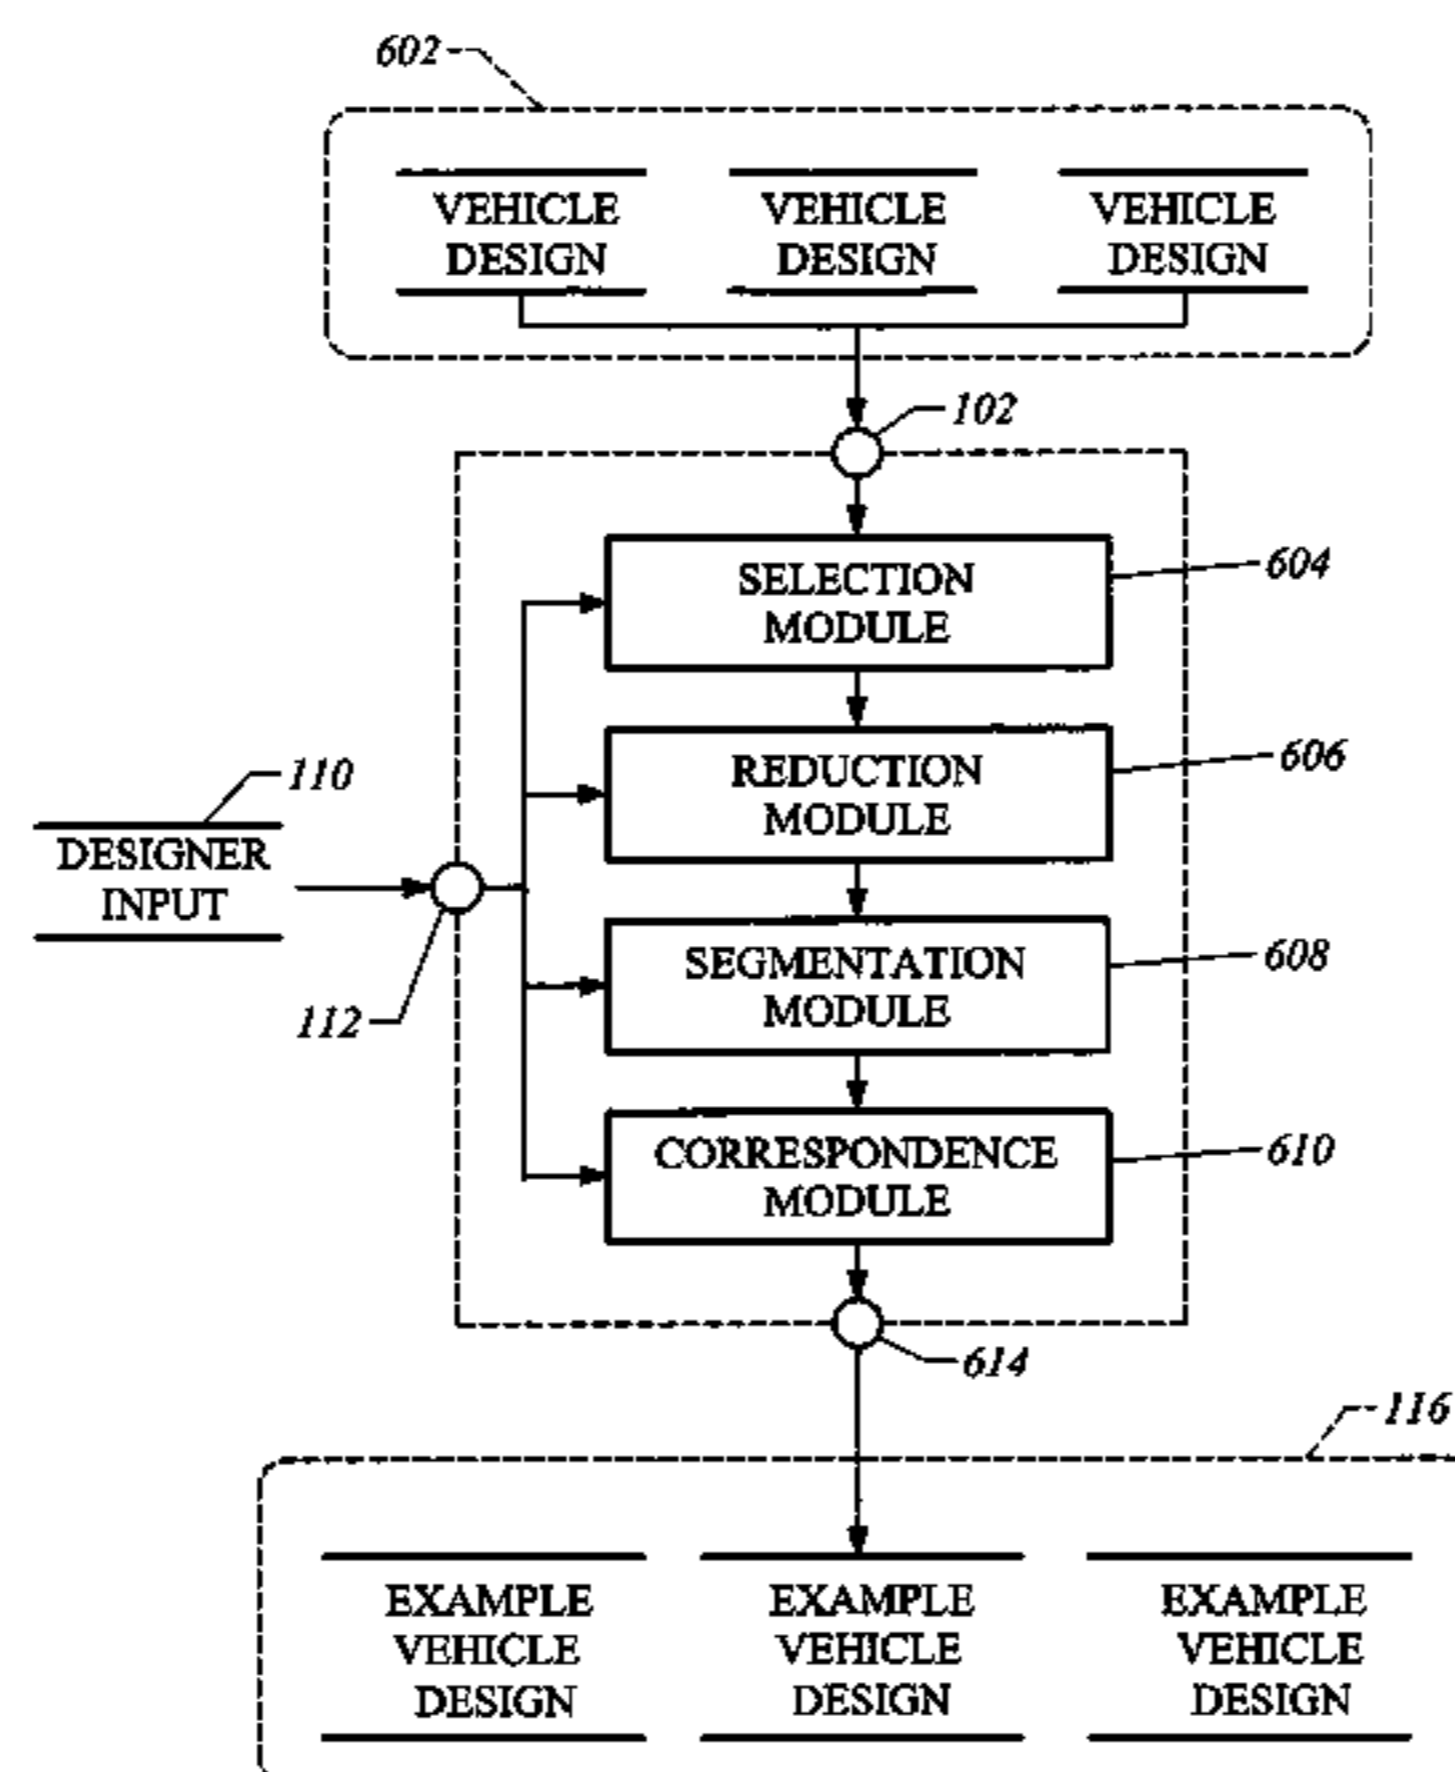 602
VEHICLE
DESIGN
VEHICLE
DESIGN
VEHICLE
DESIGN
102
SELECTION
MODULE
604
REDUCTION
MODULE
606
110
DESIGNER
INPUT
SEGMENTATION
MODULE
608
112
CORRESPONDENCE
MODULE
610
614
116
EXAMPLE
VEHICLE
DESIGN
EXAMPLE
VEHICLE
DESIGN
EXAMPLE
VEHICLE
DESIGN